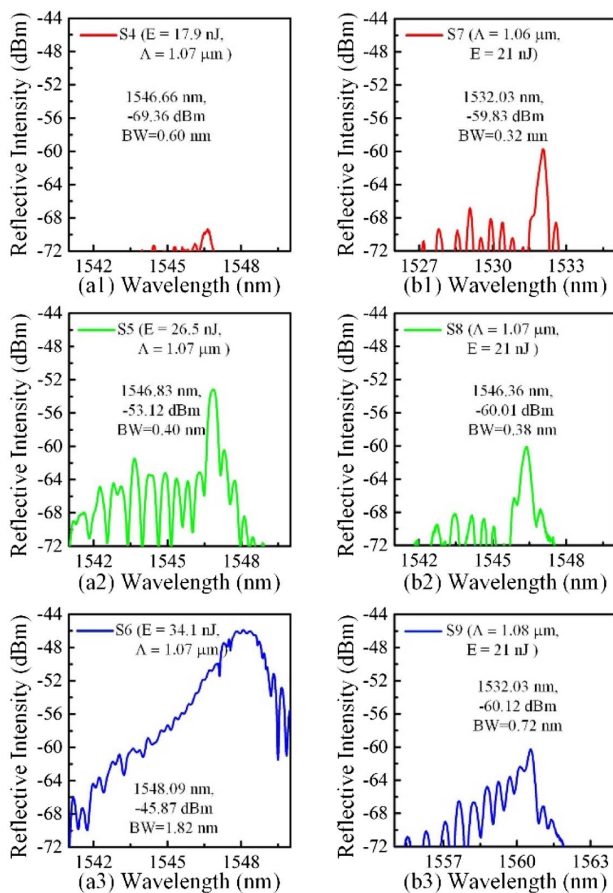 Reflective Intensity (dBm)
-44
-48
-52
-56
-60
-64
-68
-72
S4 (E = 17.9 nJ,
Λ = 1.07 μm )
1546.66 nm,
-69.36 dBm
BW=0.60 nm
1542
1545
1548
(a1) Wavelength (nm)
Reflective Intensity (dBm)
-44
-48
-52
-56
-60
-64
-68
-72
S7 (Λ = 1.06 μm,
E = 21 nJ)
1532.03 nm,
-59.83 dBm
BW=0.32 nm
1527
1530
1533
(b1) Wavelength (nm)
Reflective Intensity (dBm)
-44
-48
-52
-56
-60
-64
-68
-72
S5 (E = 26.5 nJ,
Λ = 1.07 μm )
1546.83 nm,
-53.12 dBm
BW=0.40 nm
1542
1545
1548
(a2) Wavelength (nm)
Reflective Intensity (dBm)
-44
-48
-52
-56
-60
-64
-68
-72
S8 (Λ = 1.07 μm,
E = 21 nJ )
1546.36 nm,
-60.01 dBm
BW=0.38 nm
1542
1545
1548
(b2) Wavelength (nm)
Reflective Intensity (dBm)
-44
-48
-52
-56
-60
-64
-68
-72
S6 (E = 34.1 nJ,
Λ = 1.07 μm )
1548.09 nm,
-45.87 dBm
BW=1.82 nm
1542
1545
1548
(a3) Wavelength (nm)
Reflective Intensity (dBm)
-44
-48
-52
-56
-60
-64
-68
-72
S9 (Λ = 1.08 μm,
E = 21 nJ )
1532.03 nm,
-60.12 dBm
BW=0.72 nm
1557
1560
1563
(b3) Wavelength (nm)